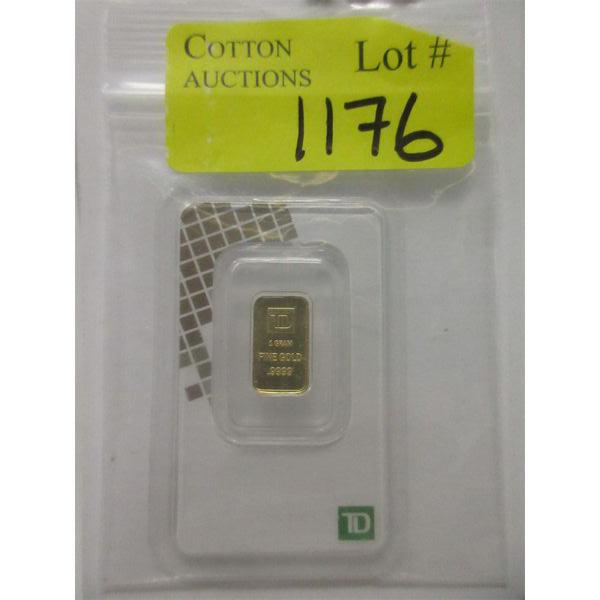 COTTON
AUCTIONS
Lot #
1176
TD
1 GRAM
FINE GOLD
.9999
TD